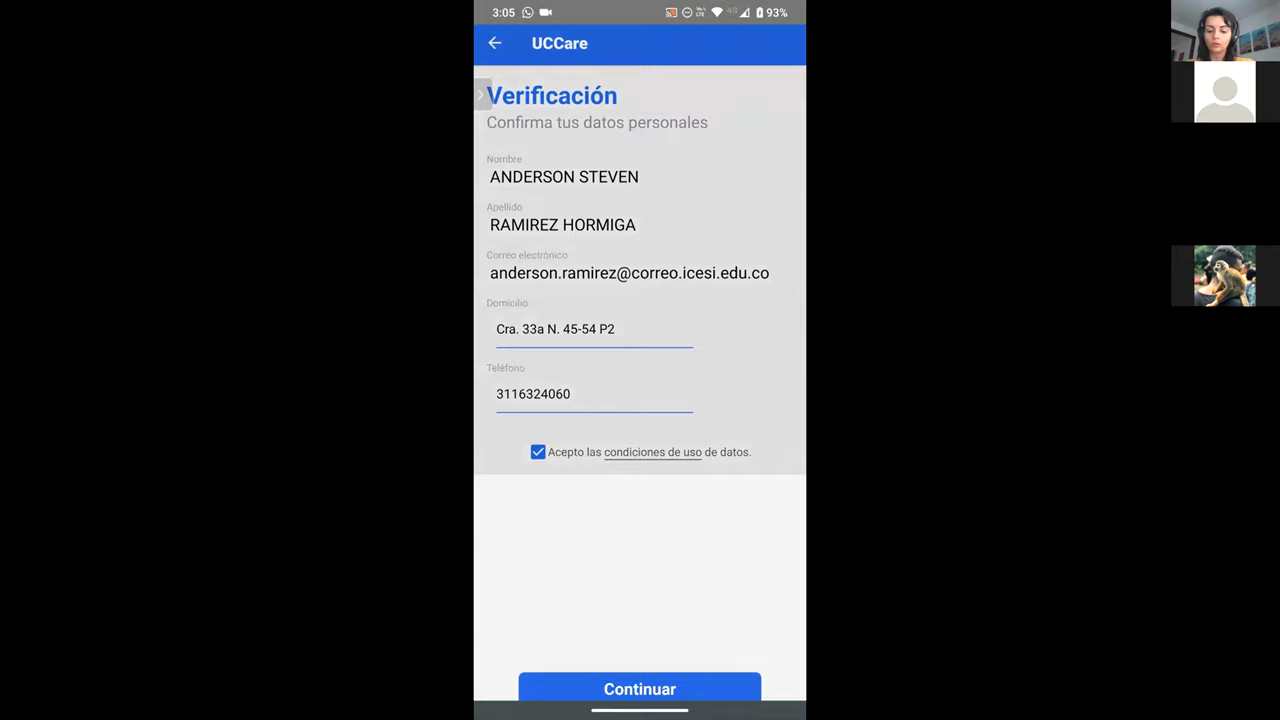 3:05 93%
UCCare
Verificación
Confirma tus datos personales
Nombre
ANDERSON STEVEN
Apellido
RAMIREZ HORMIGA
Correo electrónico
anderson.ramirez@correo.icesi.edu.co
Domicilio
Cra. 33a N. 45-54 P2
Teléfono
3116324060
Acepto las condiciones de uso de datos.
Continuar